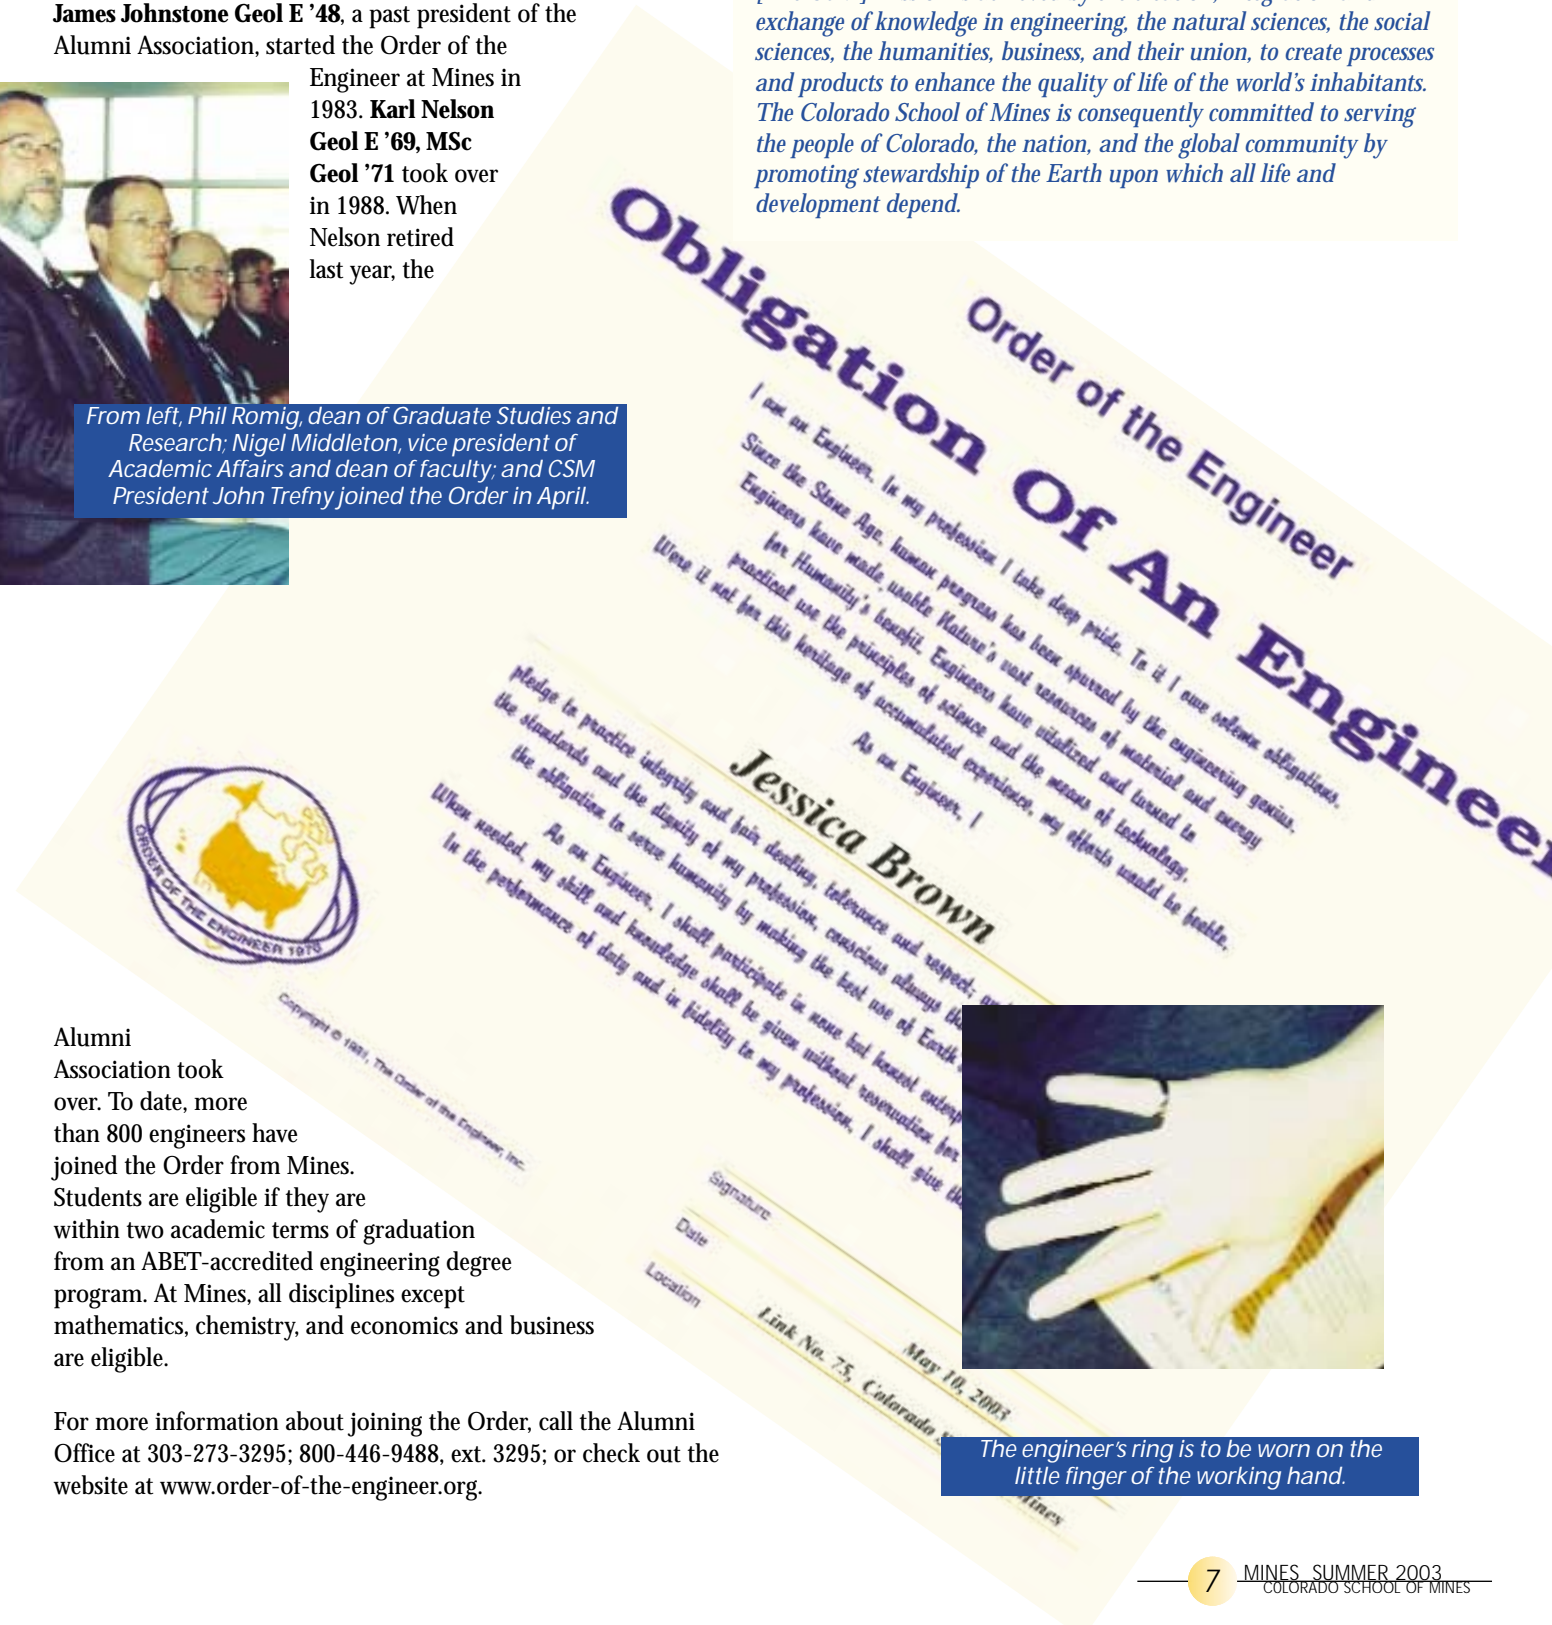 James Johnstone Geol E ’48, a past president of the
Alumni Association, started the Order of the
Engineer at Mines in
1983. Karl Nelson
Geol E ’69, MSc
Geol ’71 took over
in 1988. When
Nelson retired
last year, the
exchange of knowledge in engineering, the natural sciences, the social
sciences, the humanities, business, and their union, to create processes
and products to enhance the quality of life of the world’s inhabitants.
The Colorado School of Mines is consequently committed to serving
the people of Colorado, the nation, and the global community by
promoting stewardship of the Earth upon which all life and
development depend.
From left, Phil Romig, dean of Graduate Studies and
Research; Nigel Middleton, vice president of
Academic Affairs and dean of faculty; and CSM
President John Trefny joined the Order in April.
Order of the Engineer
Obligation Of An Engineer
I am an Engineer. In my profession I take deep pride. To it I owe solemn obligations.
Since the Stone Age, human progress has been spurred by the engineering genius.
Engineers have made usable Nature's vast resources of material and energy
for Humanity's benefit. Engineers have vitalized and turned to
practical use the principles of science and the means of technology.
Were it not for this heritage of accumulated experience, my efforts would be feeble.
As an Engineer, I
Jessica Brown
pledge to practice integrity and fair dealing, tolerance and respect;
the standards and the dignity of my profession, conscious always
the obligation to serve humanity by making the best use of Earth
As an Engineer, I shall participate in none but honest
When needed, my skill and knowledge shall be given without reservation for
In the performance of duty and in fidelity to my profession, I shall give
ORDER OF THE ENGINEER 1970
Copyright © 1981, The Order of the Engineer, Inc.
Signature
Date
May 10, 2003
Location
Link No. 75, Colorado Mines
Alumni
Association took
over. To date, more
than 800 engineers have
joined the Order from Mines.
Students are eligible if they are
within two academic terms of graduation
from an ABET-accredited engineering degree
program. At Mines, all disciplines except
mathematics, chemistry, and economics and business
are eligible.
For more information about joining the Order, call the Alumni
Office at 303-273-3295; 800-446-9488, ext. 3295; or check out the
website at www.order-of-the-engineer.org.
The engineer’s ring is to be worn on the
little finger of the working hand.
7 MINES SUMMER 2003
COLORADO SCHOOL OF MINES